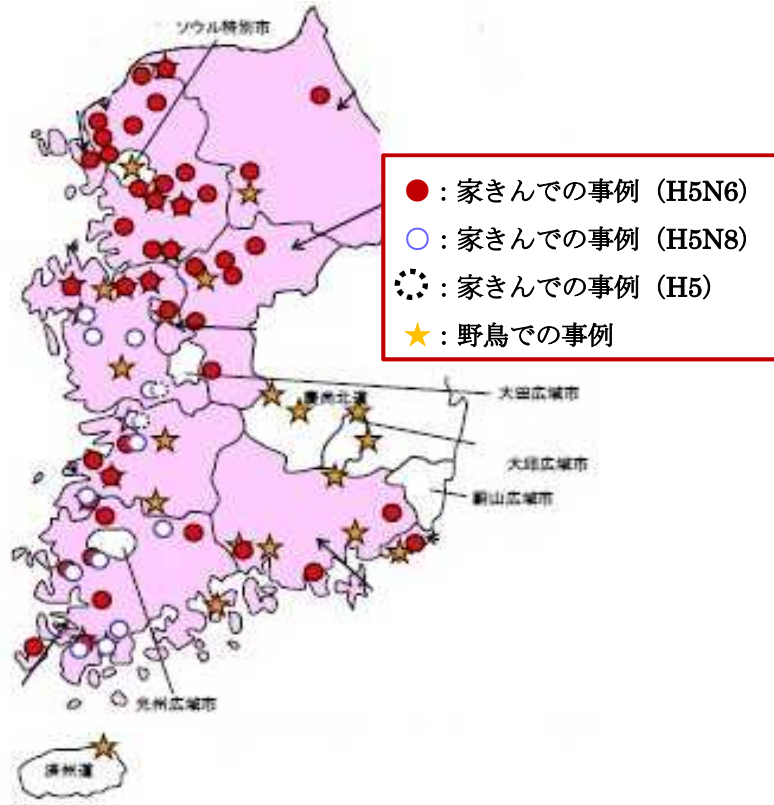 ソウル特別市
●：家きんでの事例（H5N6）
○：家きんでの事例（H5N8）
：家きんでの事例（H5）
★：野鳥での事例
慶尚北道
大田広域市
大邱広域市
釜山広域市
光州広域市
済州道